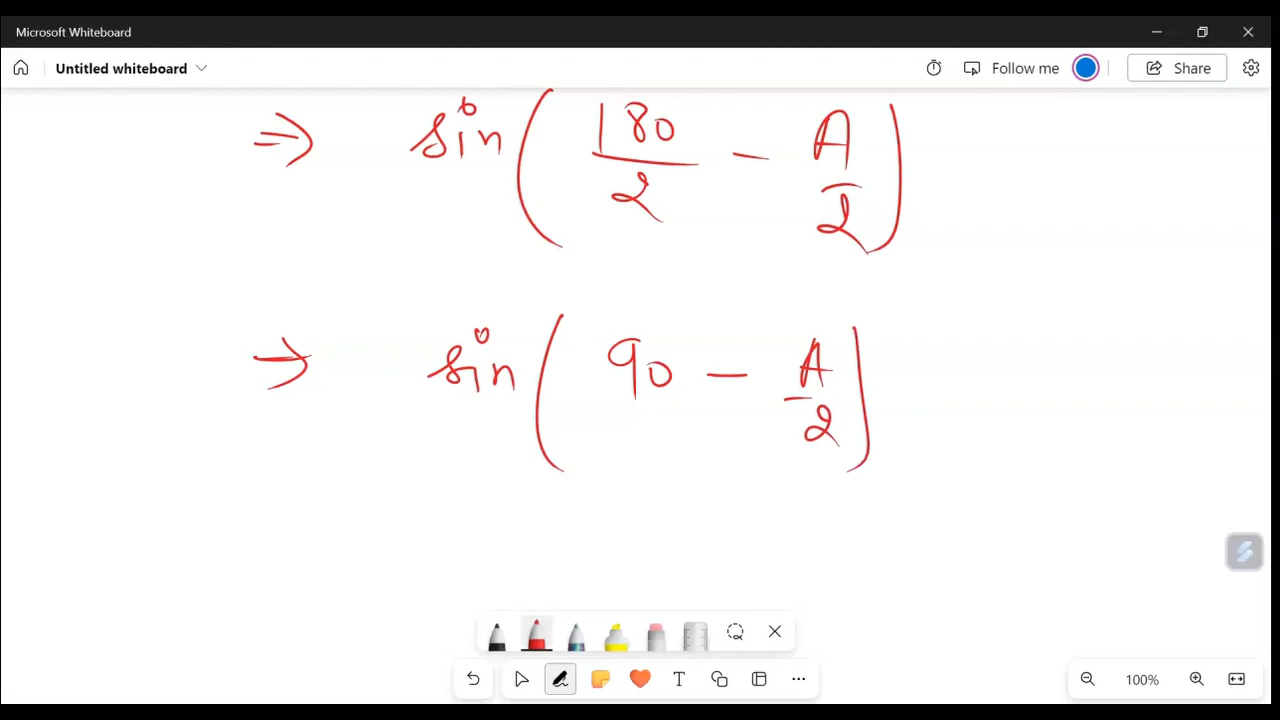 Microsoft Whiteboard
Untitled whiteboard
Follow me
Share
⇒ sin ( 180/2 - A/2 )
→ sin ( 90 - A/2 )
100%